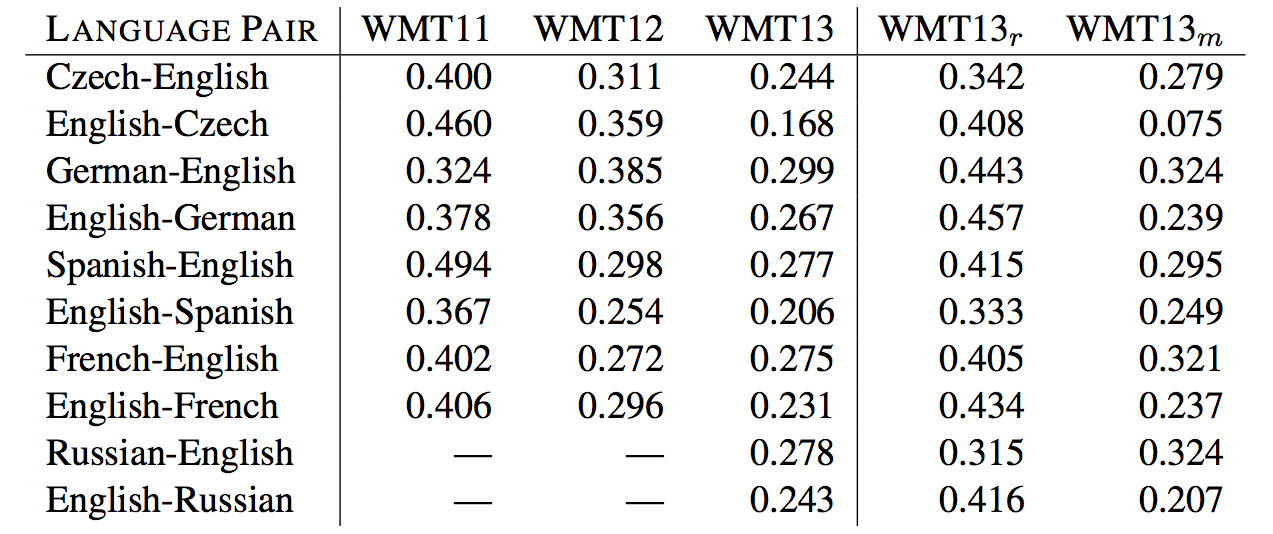 LANGUAGE PAIR WMT11 WMT12 WMT13 WMT13r WMT13m
Czech-English 0.400 0.311 0.244 0.342 0.279
English-Czech 0.460 0.359 0.168 0.408 0.075
German-English 0.324 0.385 0.299 0.443 0.324
English-German 0.378 0.356 0.267 0.457 0.239
Spanish-English 0.494 0.298 0.277 0.415 0.295
English-Spanish 0.367 0.254 0.206 0.333 0.249
French-English 0.402 0.272 0.275 0.405 0.321
English-French 0.406 0.296 0.231 0.434 0.237
Russian-English — — 0.278 0.315 0.324
English-Russian — — 0.243 0.416 0.207